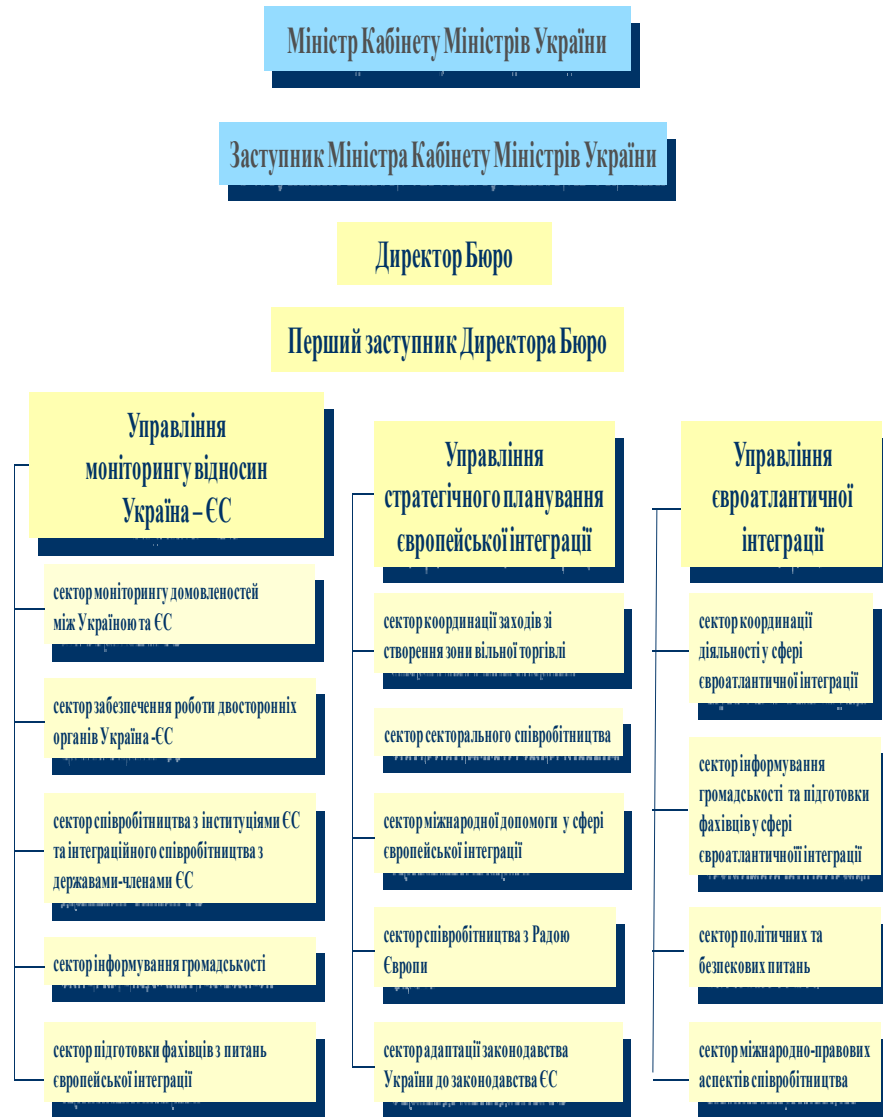 Міністр Кабінету Міністрів України
Заступник Міністра Кабінету Міністрів України
Директор Бюро
Перший заступник Директора Бюро
Управління
моніторингу відносин
Україна – ЄС
сектор моніторингу домовленостей
між Україною та ЄС
сектор забезпечення роботи двосторонніх
органів Україна -ЄС
сектор співробітництва з інституціями ЄС
та інтеграційного співробітництва з
державами-членами ЄС
сектор інформування громадськості
сектор підготовки фахівців з питань
європейської інтеграції
Управління
стратегічного планування
європейської інтеграції
сектор координації заходів зі
створення зони вільної торгівлі
сектор секторального співробітництва
сектор міжнародної допомоги у сфері
європейської інтеграції
сектор співробітництва з Радою
Європи
сектор адаптації законодавства
України до законодавства ЄС
Управління
євроатлантичної
інтеграції
сектор координації
діяльності у сфері
євроатлантичної інтеграції
сектор інформування
громадськості та підготовки
фахівців у сфері
євроатлантичноїї інтеграції
сектор політичних та
безпекових питань
сектор міжнародно-правових
аспектів співробітництва